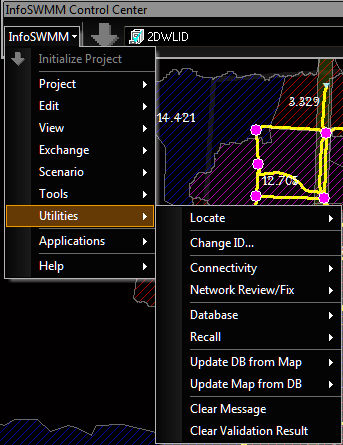 InfoSWMM Control Center
InfoSWMM 2DWLID
Initialize Project
Project
Edit
View
Exchange
Scenario
Tools
Utilities
Applications
Help
14.421
3.329
12.703
Locate
Change ID...
Connectivity
Network Review/Fix
Database
Recall
Update DB from Map
Update Map from DB
Clear Message
Clear Validation Result